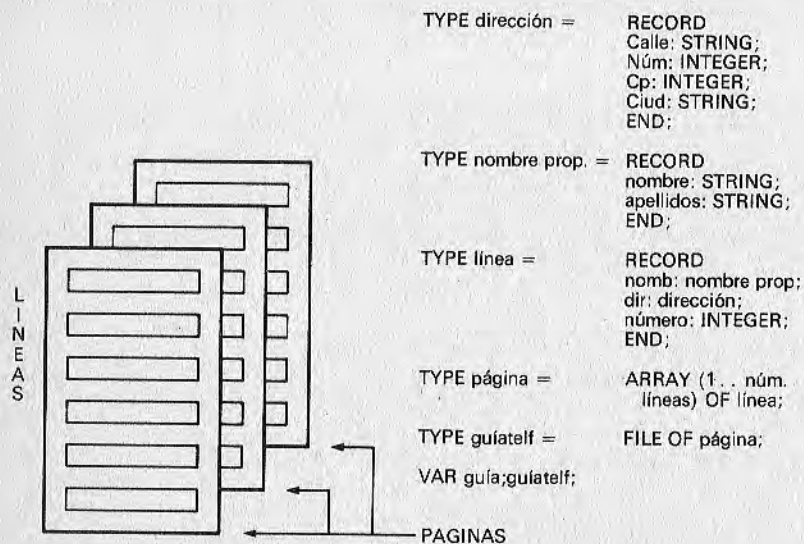 TYPE dirección = RECORD
Calle: STRING;
Núm: INTEGER;
Cp: INTEGER;
Ciud: STRING;
END;
TYPE nombre prop. = RECORD
nombre: STRING;
apellidos: STRING;
END;
TYPE línea = RECORD
nomb: nombre prop;
dir: dirección;
número: INTEGER;
END;
TYPE página = ARRAY (1 . . núm.
líneas) OF línea;
TYPE guíatelf = FILE OF página;
VAR guía;guíatelf;
LINEAS
PAGINAS